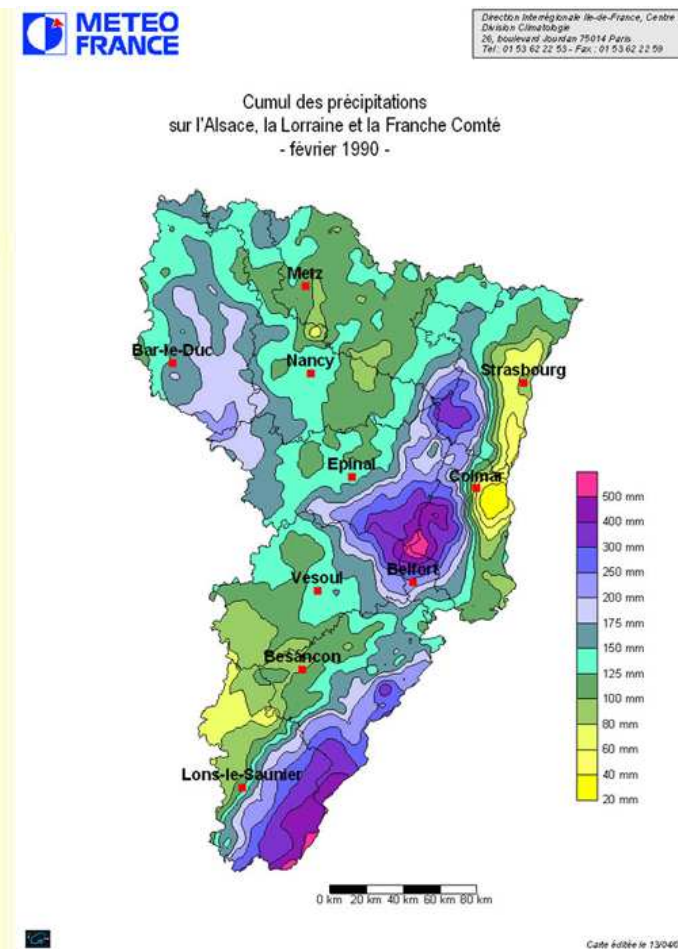 METEO
FRANCE
Direction Interrégionale Ile-de-France, Centre
Division Climatologie
26, boulevard Jourdan 75014 Paris
Tel : 01 53 62 22 53 - Fax : 01 53 62 22 59
Cumul des précipitations
sur l'Alsace, la Lorraine et la Franche Comté
- février 1990 -
Metz
Bar-le-Duc
Nancy
Strasbourg
Epinal
Colmar
Vesoul
Belfort
Besançon
Lons-le-Saunier
500 mm
400 mm
300 mm
250 mm
200 mm
175 mm
150 mm
125 mm
100 mm
80 mm
60 mm
40 mm
20 mm
0 km 20 km 40 km 60 km 80 km
Carte éditée le